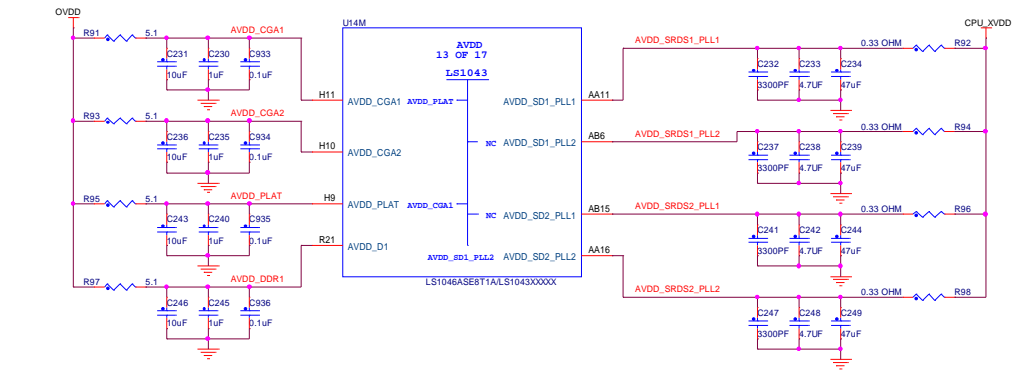 OVDD
CPU_XVDD
R91 5.1 AVDD_CGA1
C231 C230 C933
10uF 1uF 0.1uF
R93 5.1 AVDD_CGA2
C236 C235 C934
10uF 1uF 0.1uF
R95 5.1 AVDD_PLAT
C243 C240 C935
10uF 1uF 0.1uF
R97 5.1 AVDD_DDR1
C246 C245 C936
10uF 1uF 0.1uF
U14M
AVDD
13 OF 17
LS1043
H11 AVDD_CGA1 AVDD_PLAT AVDD_SD1_PLL1 AA11
H10 AVDD_CGA2 NC AVDD_SD1_PLL2 AB6
H9 AVDD_PLAT AVDD_CGA1 NC AVDD_SD2_PLL1 AB15
R21 AVDD_D1 AVDD_SD1_PLL2 AVDD_SD2_PLL2 AA16
LS1046ASE8T1A/LS1043XXXXX
AVDD_SRDS1_PLL1 0.33 OHM R92
C232 C233 C234
3300PF 4.7UF 47uF
AVDD_SRDS1_PLL2 0.33 OHM R94
C237 C238 C239
3300PF 4.7UF 47uF
AVDD_SRDS2_PLL1 0.33 OHM R96
C241 C242 C244
3300PF 4.7UF 47uF
AVDD_SRDS2_PLL2 0.33 OHM R98
C247 C248 C249
3300PF 4.7UF 47uF